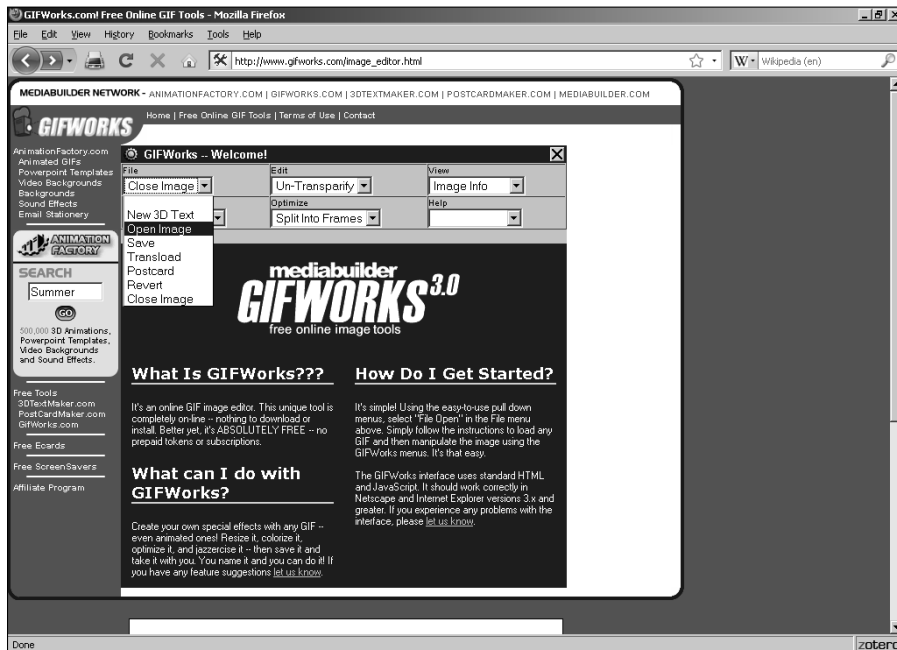 GIFWorks.com! Free Online GIF Tools - Mozilla Firefox
File Edit View History Bookmarks Tools Help
http://www.gifworks.com/image_editor.html
W Wikipedia (en)
MEDIABUILDER NETWORK - ANIMATIONFACTORY.COM | GIFWORKS.COM | 3DTEXTMAKER.COM | POSTCARDMAKER.COM | MEDIABUILDER.COM
GIFWORKS
Home | Free Online GIF Tools | Terms of Use | Contact
AnimationFactory.com
Animated GIFs
Powerpoint Templates
Video Backgrounds
Backgrounds
Sound Effects
Email Stationery
ANIMATION
FACTORY
SEARCH
Summer
GO
500,000 3D Animations,
Powerpoint Templates,
Video Backgrounds
and Sound Effects.
Free Tools
3DTextMaker.com
PostCardMaker.com
GifWorks.com
Free Ecards
Free ScreenSavers
Affiliate Program
GIFWorks -- Welcome!
File Edit View
Close Image Un-Transparify Image Info
Optimize Help
Split Into Frames
New 3D Text
Open Image
Save
Transload
Postcard
Revert
Close Image
mediabuilder
GIFWORKS 3.0
free online image tools
What Is GIFWorks???
It's an online GIF image editor. This unique tool is
completely on-line -- nothing to download or
install. Better yet, it's ABSOLUTELY FREE -- no
prepaid tokens or subscriptions.
What can I do with
GIFWorks?
Create your own special effects with any GIF --
even animated ones! Resize it, colorize it,
optimize it, and jazzercise it -- then save it and
take it with you. You name it and you can do it! If
you have any feature suggestions let us know.
How Do I Get Started?
It's simple! Using the easy-to-use pull down
menus, select "File Open" in the File menu
above. Simply follow the instructions to load any
GIF and then manipulate the image using the
GIFWorks menus. It's that easy.
The GIFWorks interface uses standard HTML
and JavaScript. It should work correctly in
Netscape and Internet Explorer versions 3.x and
greater. If you experience any problems with the
interface, please let us know.
Done
zotero